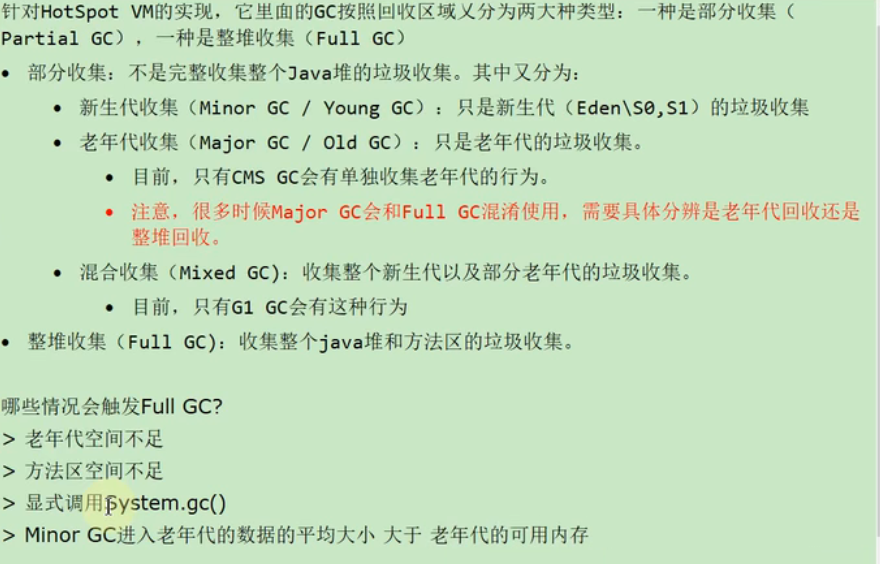 针对HotSpot VM的实现，它里面的GC按照回收区域又分为两大种类型：一种是部分收集（
Partial GC），一种是整堆收集（Full GC）
• 部分收集：不是完整收集整个Java堆的垃圾收集。其中又分为：
• 新生代收集（Minor GC / Young GC）：只是新生代（Eden\S0,S1）的垃圾收集
• 老年代收集（Major GC / Old GC）：只是老年代的垃圾收集。
• 目前，只有CMS GC会有单独收集老年代的行为。
• 注意，很多时候Major GC会和Full GC混淆使用，需要具体分辨是老年代回收还是
整堆回收。
• 混合收集（Mixed GC)：收集整个新生代以及部分老年代的垃圾收集。
• 目前，只有G1 GC会有这种行为
• 整堆收集（Full GC)：收集整个java堆和方法区的垃圾收集。
哪些情况会触发Full GC?
> 老年代空间不足
> 方法区空间不足
> 显式调用System.gc()
> Minor GC进入老年代的数据的平均大小 大于 老年代的可用内存